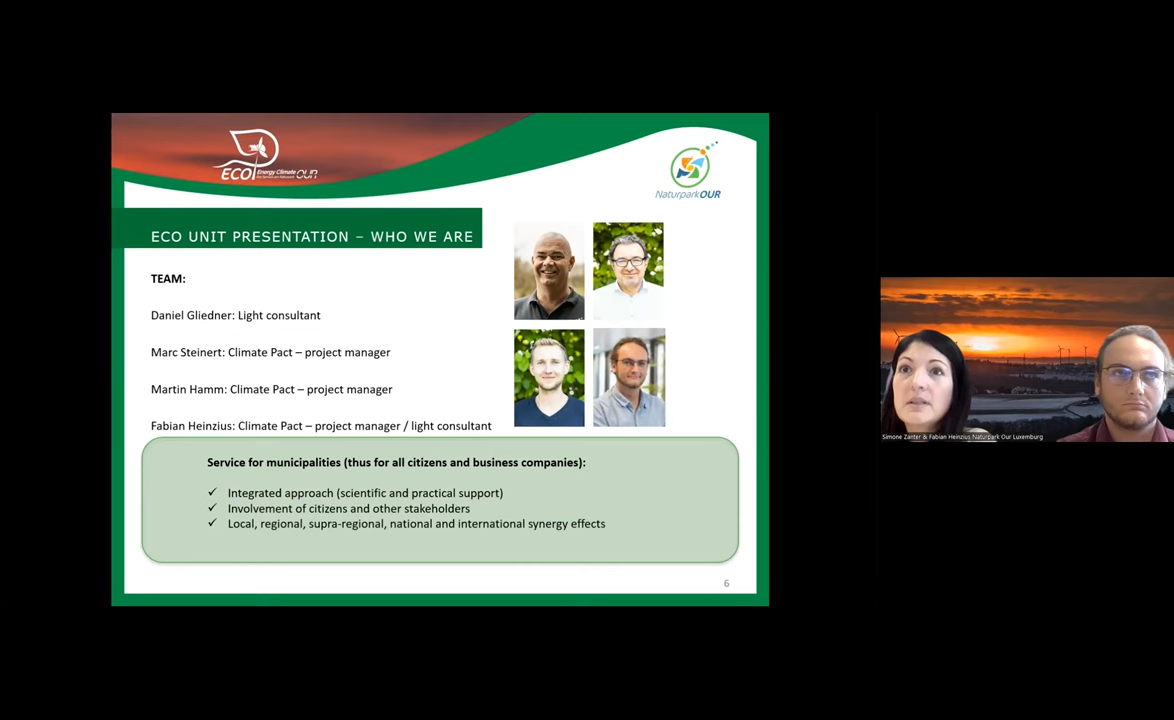 ECO!
Energy Climate OUR
NaturparkOUR
ECO UNIT PRESENTATION – WHO WE ARE
TEAM:
Daniel Gliedner: Light consultant
Marc Steinert: Climate Pact – project manager
Martin Hamm: Climate Pact – project manager
Fabian Heinzius: Climate Pact – project manager / light consultant
Service for municipalities (thus for all citizens and business companies):
✓ Integrated approach (scientific and practical support)
✓ Involvement of citizens and other stakeholders
✓ Local, regional, supra-regional, national and international synergy effects
6
Simone Zanter & Fabian Heinzius Naturpark Our Luxemburg